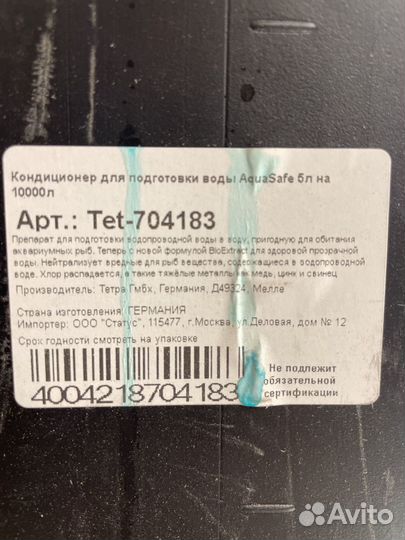 Кондиционер для подготовки воды AquaSafe 5л на
10000л
Арт.: Tet-704183
Препарат для подготовки водопроводной воды в воду, пригодную для обитания
аквариумных рыб. Теперь с новой формулой BioExtract для здоровой прозрачной
воды. Нейтрализует вредные для рыб вещества, содержащиеся в водопроводной
воде. Хлор распадается, а такие тяжёлые металлы как медь, цинк и свинец
Производитель: Тетра Гмбх, Германия, Д49324, Мелле
Страна изготовления: ГЕРМАНИЯ
Импортер: ООО "Статус", 115477, г.Москва, ул.Деловая, дом № 12
Срок годности смотреть на упаковке
4004218704183
Не подлежит
обязательной
сертификации
Avito